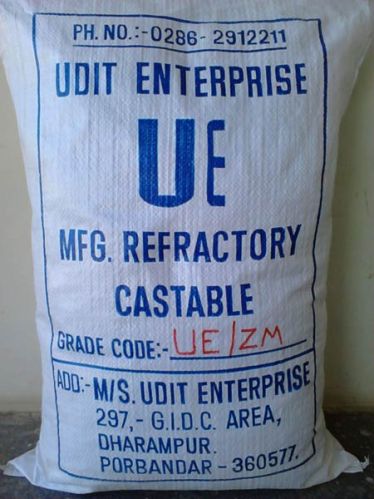 PH. NO.:-0286-2912211
UDIT ENTERPRISE
UE
MFG. REFRACTORY
CASTABLE
GRADE CODE:- UE/ZM
ADD:- M/S. UDIT ENTERPRISE
297,- G.I.D.C. AREA,
DHARAMPUR.
PORBANDAR - 360577.